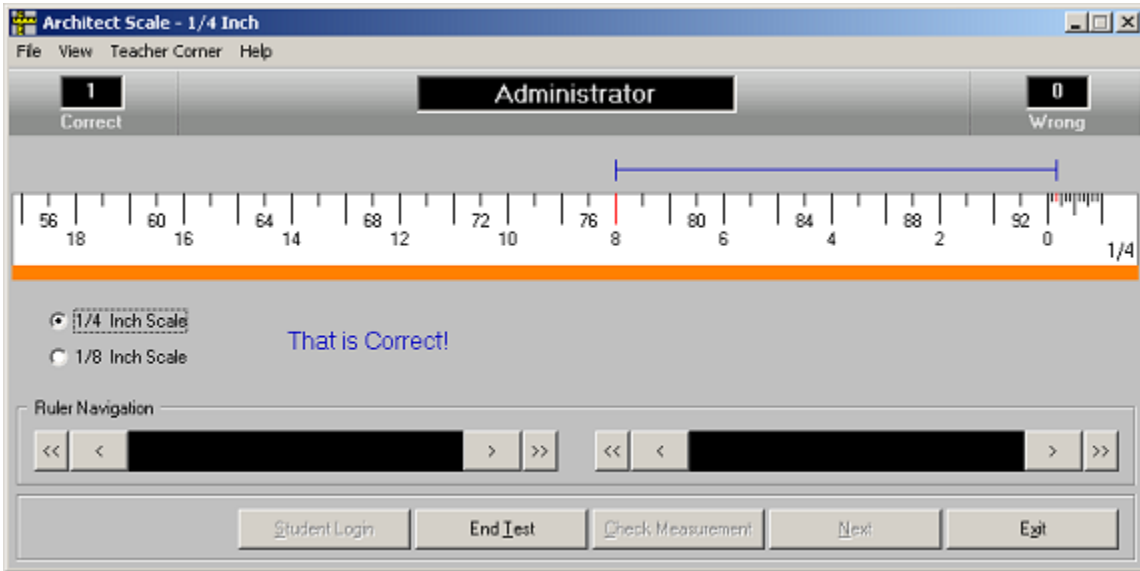 Architect Scale - 1/4 Inch
File View Teacher Corner Help
1 Administrator 0
Correct Wrong
56 60 64 68 72 76 80 84 88 92
18 16 14 12 10 8 6 4 2 0 1/4
1/4 Inch Scale
That is Correct!
1/8 Inch Scale
Ruler Navigation
<< < > >> << < > >>
Student Login End Test Check Measurement Next Exit